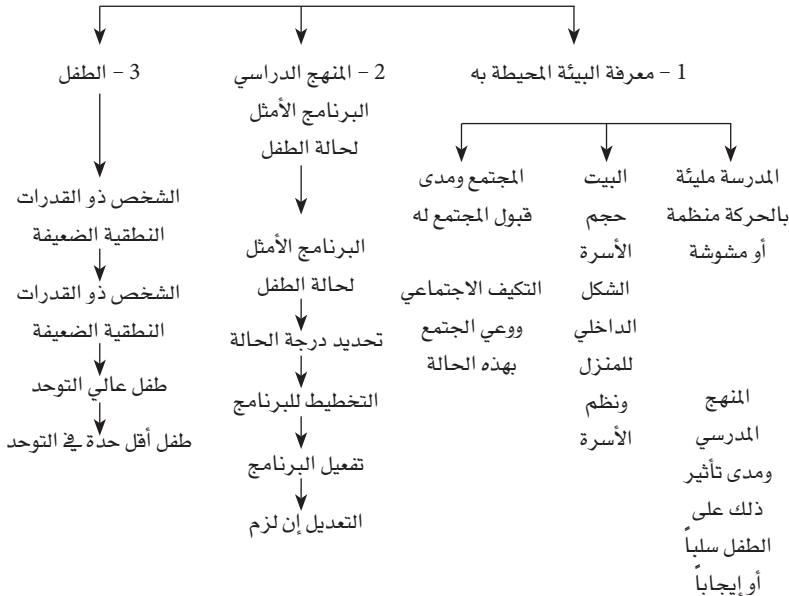 1 - معرفة البيئة المحيطة به
المدرسة مليئة
بالحركة منظمة
أو مشوشة
المنهج
المدرسي
ومدى تأثير
ذلك على
الطفل سلباً
أو إيجاباً
البيت
حجم
الأسرة
الشكل
الداخلي
للمنزل
ونظم
الأسرة
المجتمع ومدى
قبول المجتمع له
التكيف الاجتماعي
ووعي الجتمع
بهذه الحالة
2 - المنهج الدراسي
البرنامج الأمثل
لحالة الطفل
البرنامج الأمثل
لحالة الطفل
تحديد درجة الحالة
التخطيط للبرنامج
تفعيل البرنامج
التعديل إن لزم
3 - الطفل
الشخص ذو القدرات
النطقية الضعيفة
الشخص ذو القدرات
النطقية الضعيفة
طفل عالي التوحد
طفل أقل حدة في التوحد